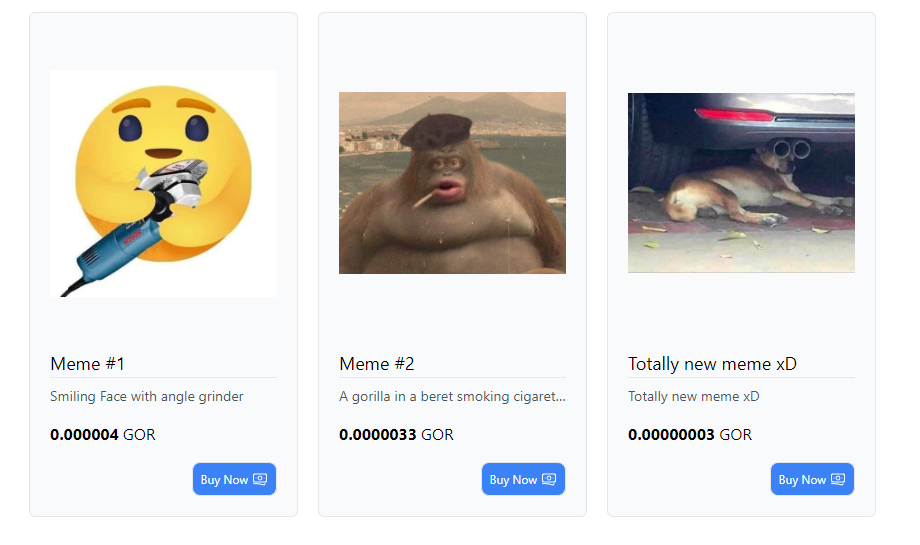 Meme #1
Smiling Face with angle grinder
0.000004 GOR
Buy Now
Meme #2
A gorilla in a beret smoking cigaret...
0.0000033 GOR
Buy Now
Totally new meme xD
Totally new meme xD
0.00000003 GOR
Buy Now